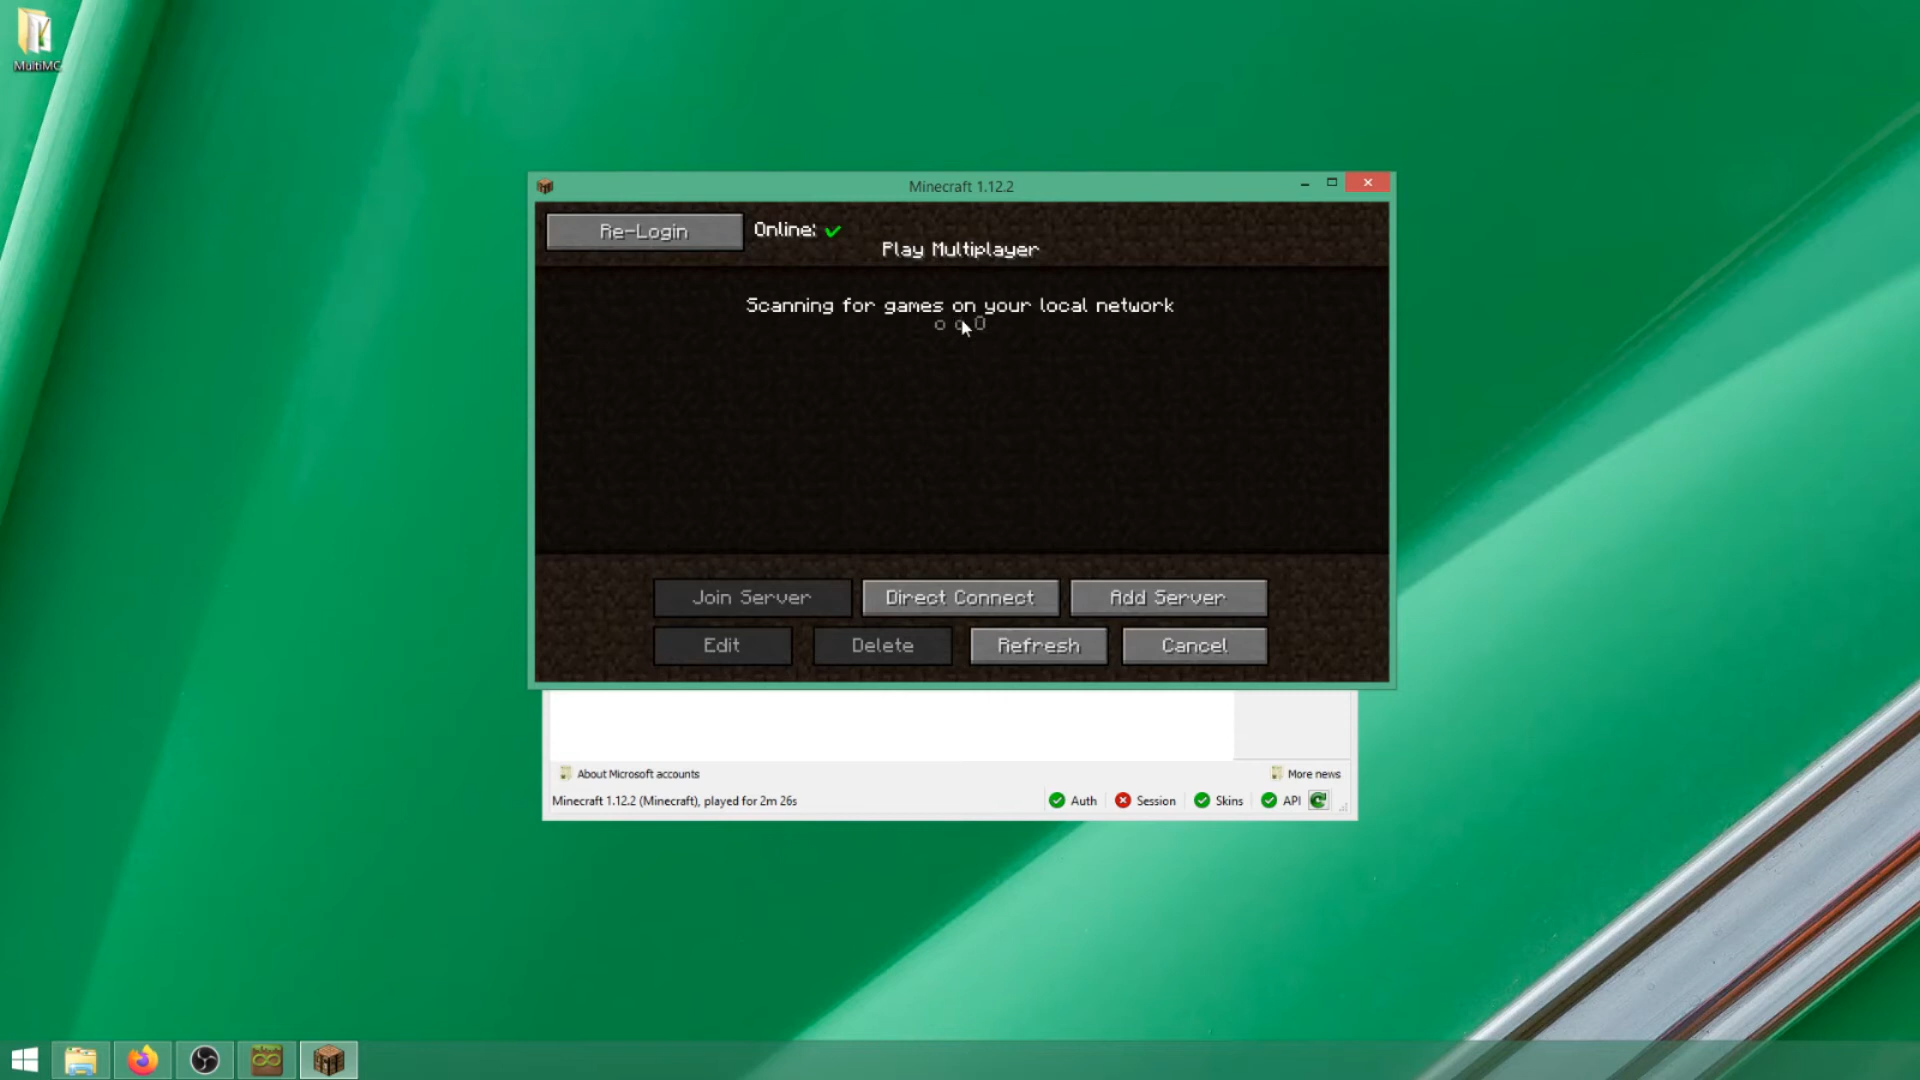 MultiMC
Minecraft 1.12.2
Re-Login
Online:
Play Multiplayer
Scanning for games on your local network
o o O
Join Server
Direct Connect
Add Server
Edit
Delete
Refresh
Cancel
About Microsoft accounts
More news
Minecraft 1.12.2 (Minecraft), played for 2m 26s
Auth
Session
Skins
API